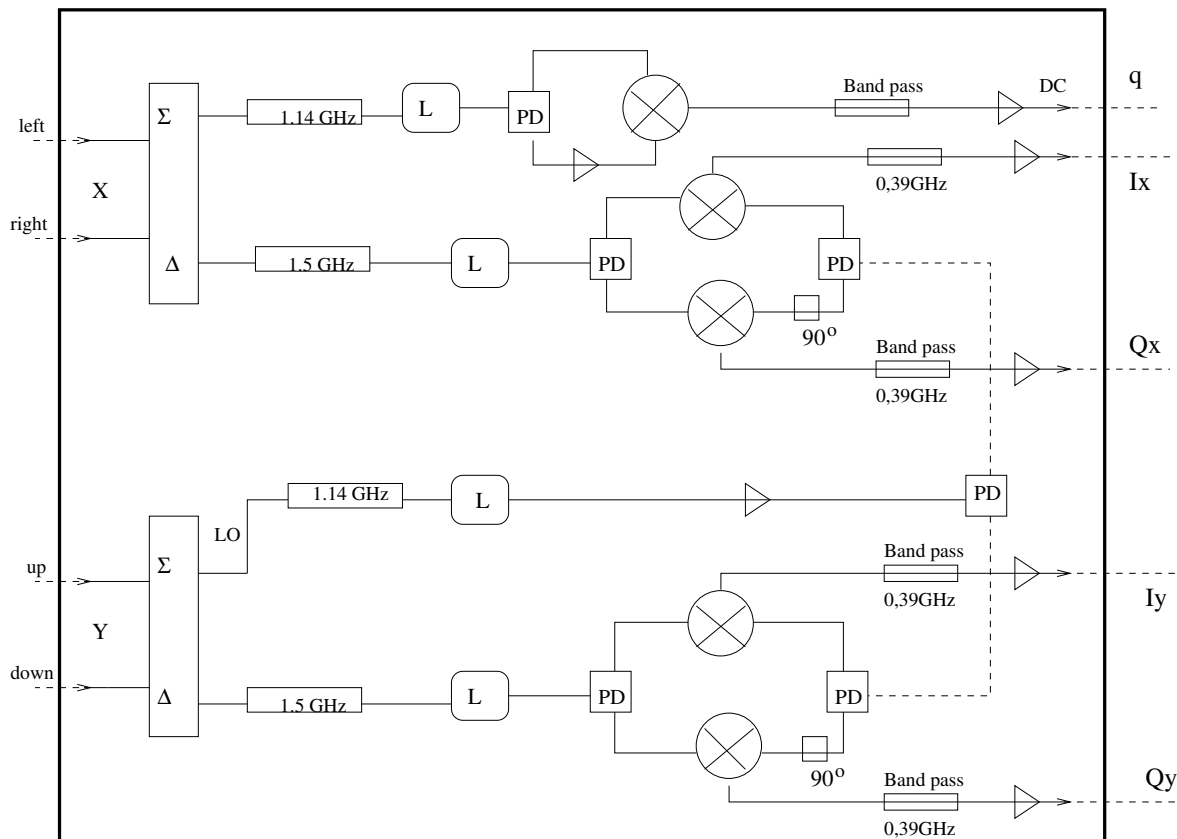 Band pass
DC
q
Σ
1.14 GHz
L
PD
left
0,39GHz
Ix
X
right
Δ
1.5 GHz
L
PD
PD
90°
Band pass
Qx
0,39GHz
1.14 GHz
L
PD
LO
Band pass
up
Σ
0,39GHz
Iy
Y
down
Δ
1.5 GHz
L
PD
PD
90°
Band pass
Qy
0,39GHz